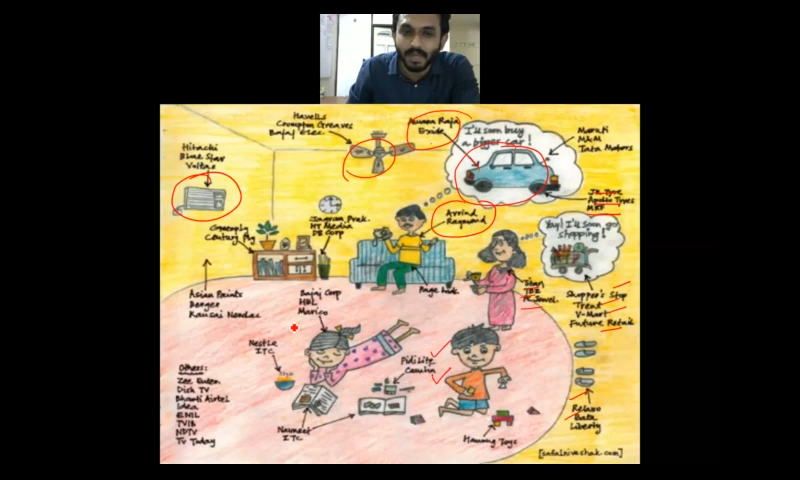 Havells
Crompton Greaves
Bajaj elec.
Amara Raja
Exide
I'll soon buy
a bigger car!
Maruti
M&M
Tata Motors
Hitachi
Blue Star
Voltas
JK Tyre
Apollo Tyres
MRF
Jagran Prak.
HT Media
DB Corp
Arvind
Raymond
Greenply
Century Ply
Yay! I'll soon go
shopping!
Titan
TBZ
PC Jewel.
Page Ind.
Asian Paints
Berger
Kansai Nerolac
Bajaj Corp
HUL
Marico
Shopper's Stop
Trent
V-Mart
Future Retail
Nestle
ITC
Pidilite
Camlin
Others:
Zee Enten.
Dish TV
Bharti Airtel
Idea
ENIL
TV18
NDTV
TV Today
Navneet
ITC
Hanung Toys
Relaxo
Bata
Liberty
[safalniveshak.com]